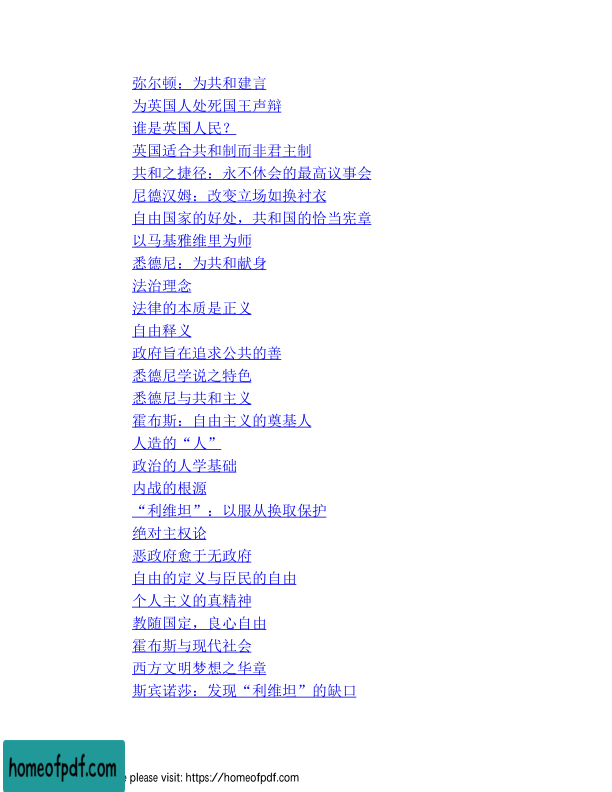 弥尔顿：为共和建言
为英国人处死国王声辩
谁是英国人民？
英国适合共和制而非君主制
共和之捷径：永不休会的最高议事会
尼德汉姆：改变立场如换衬衣
自由国家的好处，共和国的恰当宪章
以马基雅维里为师
悉德尼：为共和献身
法治理念
法律的本质是正义
自由释义
政府旨在追求公共的善
悉德尼学说之特色
悉德尼与共和主义
霍布斯：自由主义的奠基人
人造的“人”
政治的人学基础
内战的根源
“利维坦”：以服从换取保护
绝对主权论
恶政府愈于无政府
自由的定义与臣民的自由
个人主义的真精神
教随国定，良心自由
霍布斯与现代社会
西方文明梦想之华章
斯宾诺莎：发现“利维坦”的缺口
homeofpdf.com
please visit: https://homeofpdf.com